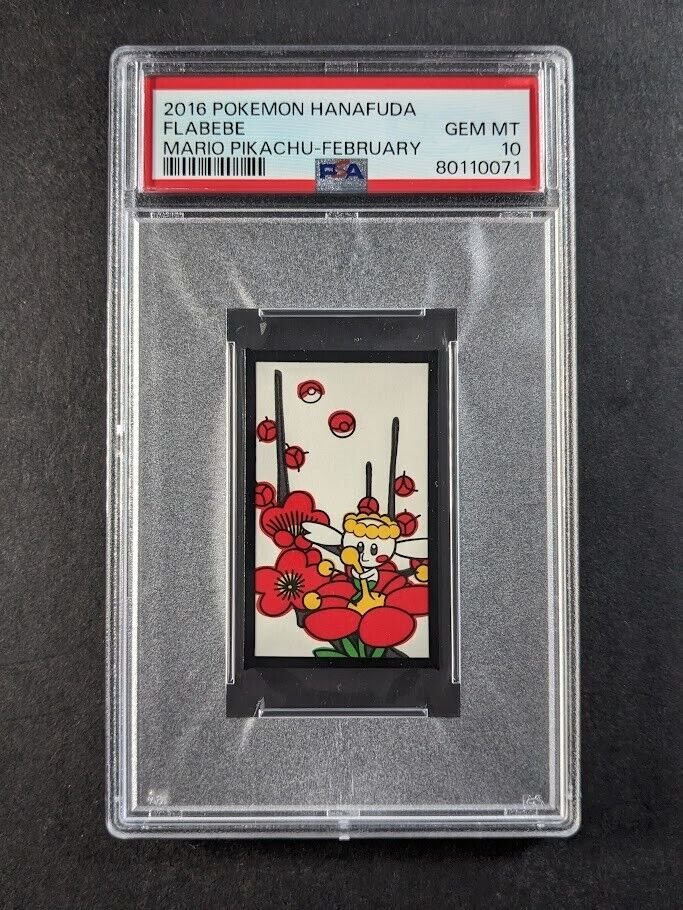 2016 POKEMON HANAFUDA
FLABEBE GEM MT
MARIO PIKACHU-FEBRUARY 10
PSA 80110071